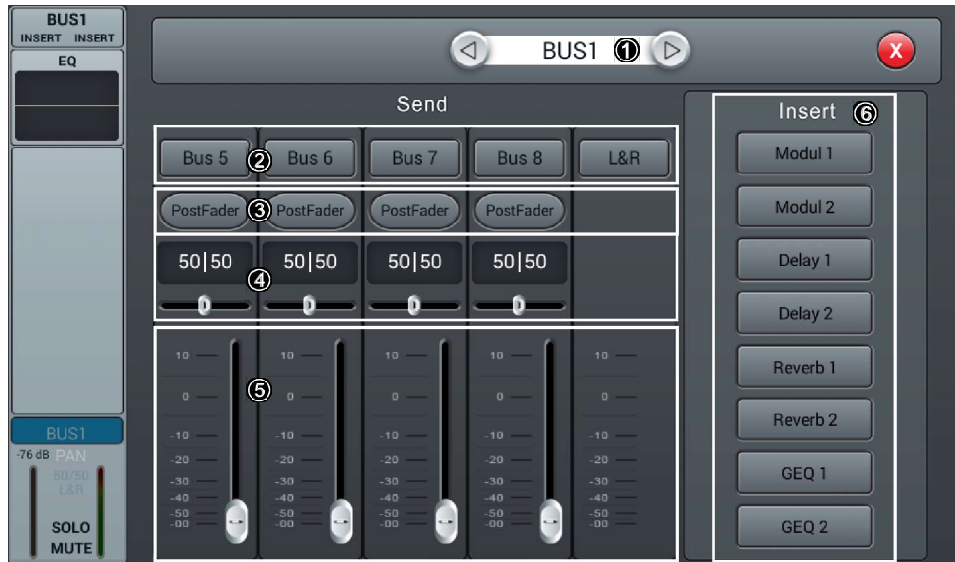 BUS1
INSERT INSERT
EQ
BUS1
-76 dB PAN
50/50
L&R
SOLO
MUTE
BUS1 ①
X
Send
Bus 5 ② Bus 6 Bus 7 Bus 8 L&R
PostFader ③ PostFader PostFader PostFader
50|50 50|50 50|50 50|50
④
10 10 10 10 10
⑤
0 0 0 0 0
-10 -10 -10 -10 -10
-20 -20 -20 -20 -20
-30 -30 -30 -30 -30
-40 -40 -40 -40 -40
-50 -50 -50 -50 -50
-00 -00 -00 -00 -00
Insert ⑥
Modul 1
Modul 2
Delay 1
Delay 2
Reverb 1
Reverb 2
GEQ 1
GEQ 2